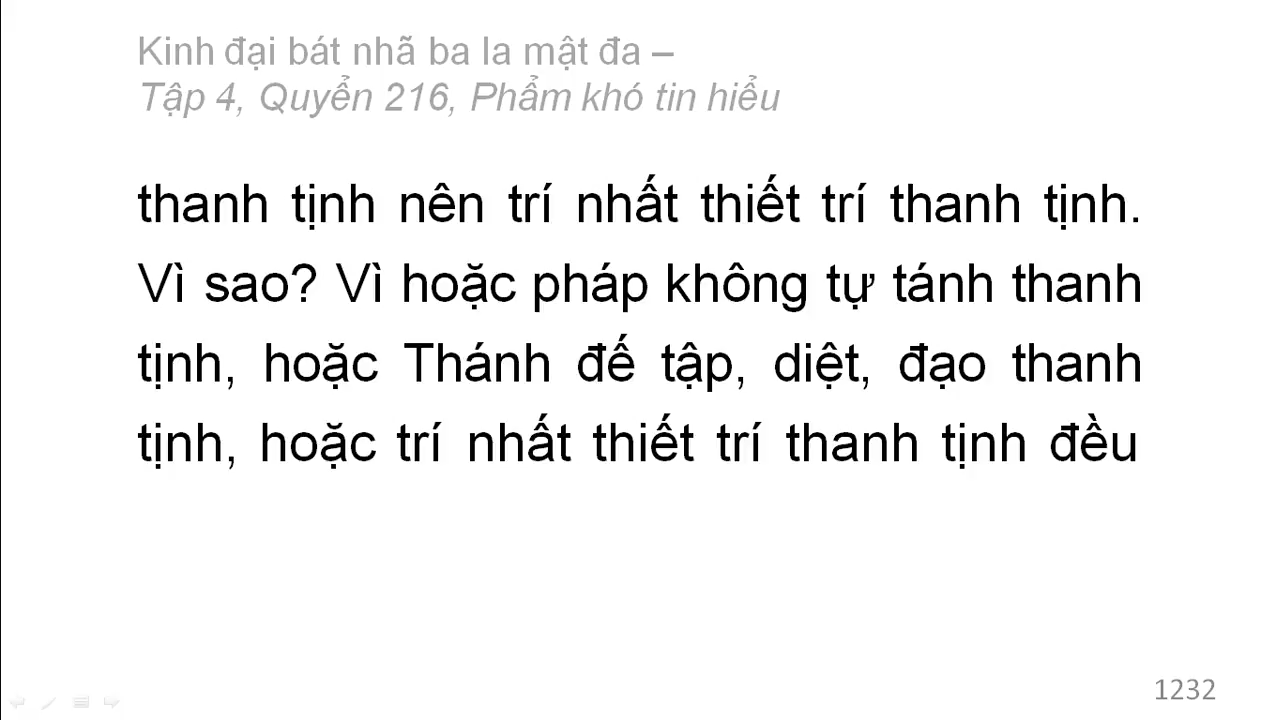 Kinh đại bát nhã ba la mật đa –
Tập 4, Quyển 216, Phẩm khó tin hiểu
thanh tịnh nên trí nhất thiết trí thanh tịnh.
Vì sao? Vì hoặc pháp không tự tánh thanh
tịnh, hoặc Thánh đế tập, diệt, đạo thanh
tịnh, hoặc trí nhất thiết trí thanh tịnh đều
1232